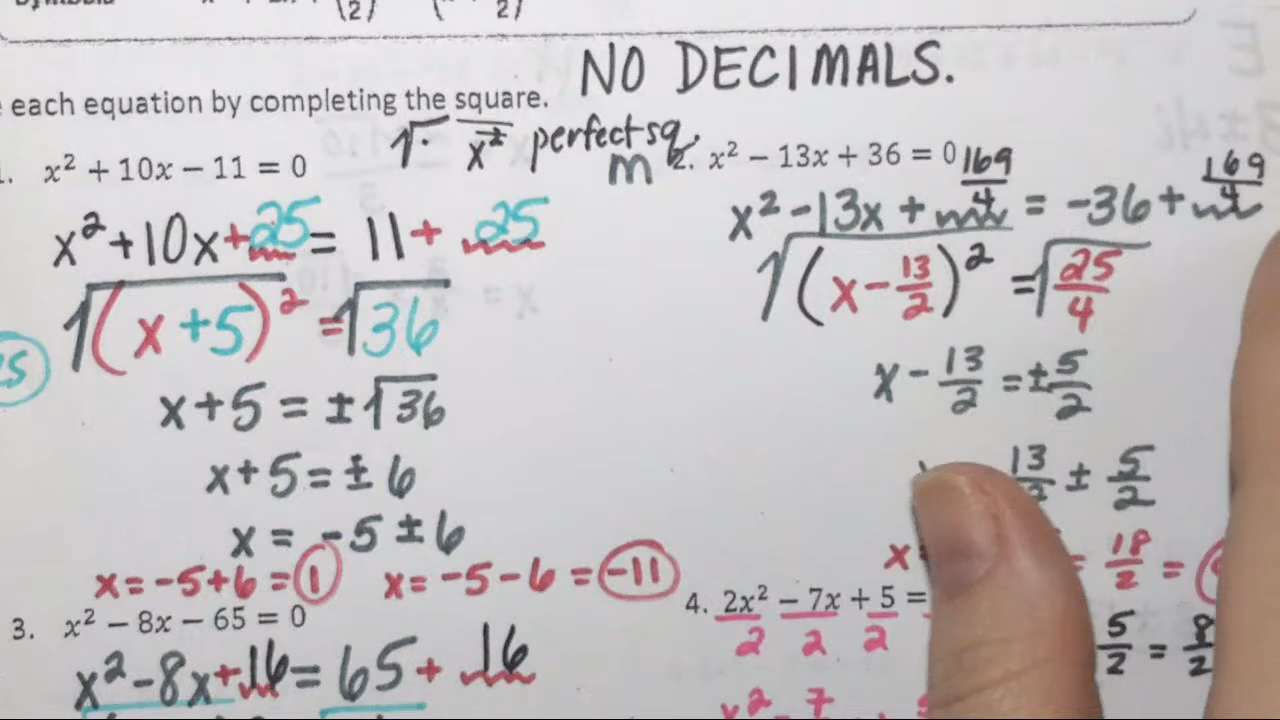 NO DECIMALS.
each equation by completing the square.
√· √x² perfect sq.
1. x² + 10x − 11 = 0
x² + 10x + 25 = 11 + 25
√(x + 5)² = √36
25
x + 5 = ± √36
x + 5 = ± 6
x = -5 ± 6
x = -5 + 6 = 1 x = -5 - 6 = -11
m 2. x² − 13x + 36 = 0
x² - 13x + 169/4 = -36 + 169/4
√(x - 13/2)² = √25/4
x - 13/2 = ± 5/2
13/2 ± 5/2
x = 18/2 =
5/2 = 8/2
3. x² − 8x − 65 = 0
x² - 8x + 16 = 65 + 16
4. 2x² − 7x + 5 =
2 2 2
x² - 7